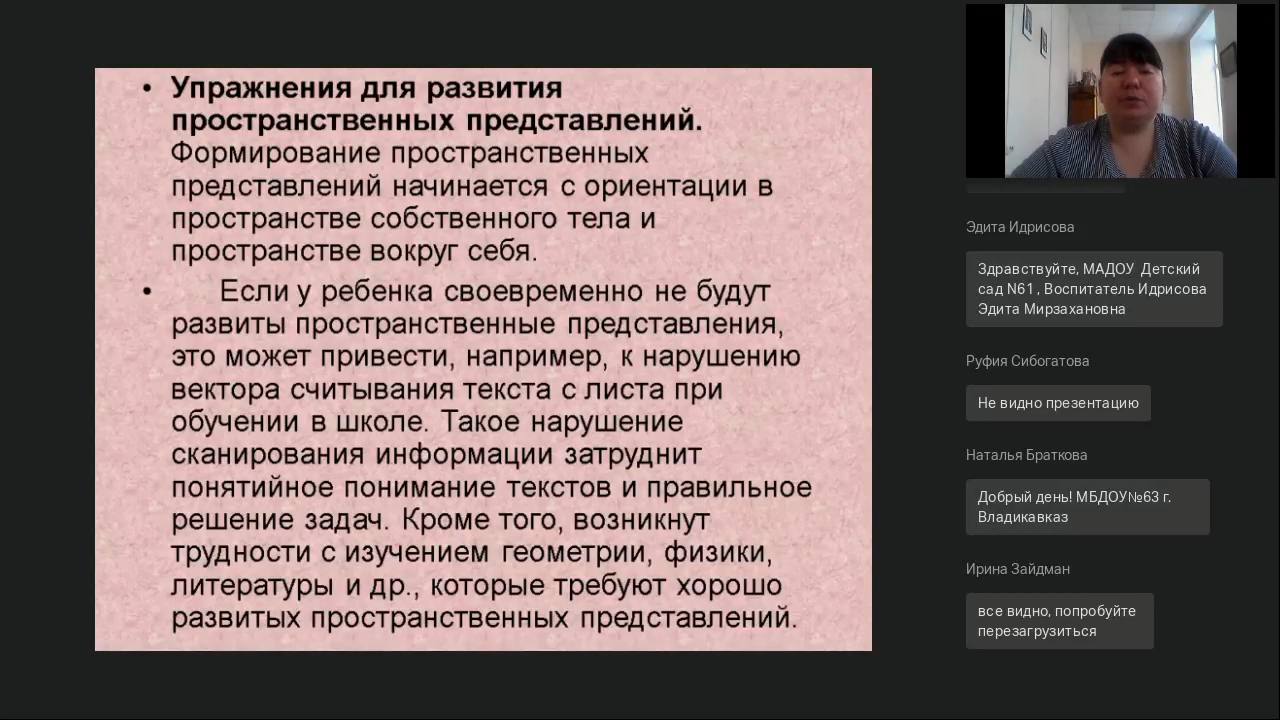 • Упражнения для развития
пространственных представлений.
Формирование пространственных
представлений начинается с ориентации в
пространстве собственного тела и
пространстве вокруг себя.
• Если у ребенка своевременно не будут
развиты пространственные представления,
это может привести, например, к нарушению
вектора считывания текста с листа при
обучении в школе. Такое нарушение
сканирования информации затруднит
понятийное понимание текстов и правильное
решение задач. Кроме того, возникнут
трудности с изучением геометрии, физики,
литературы и др., которые требуют хорошо
развитых пространственных представлений.
Эдита Идрисова
Здравствуйте, МАДОУ Детский
сад N61 , Воспитатель Идрисова
Эдита Мирзахановна
Руфия Сибогатова
Не видно презентацию
Наталья Браткова
Добрый день! МБДОУ№63 г.
Владикавказ
Ирина Зайдман
все видно, попробуйте
перезагрузиться